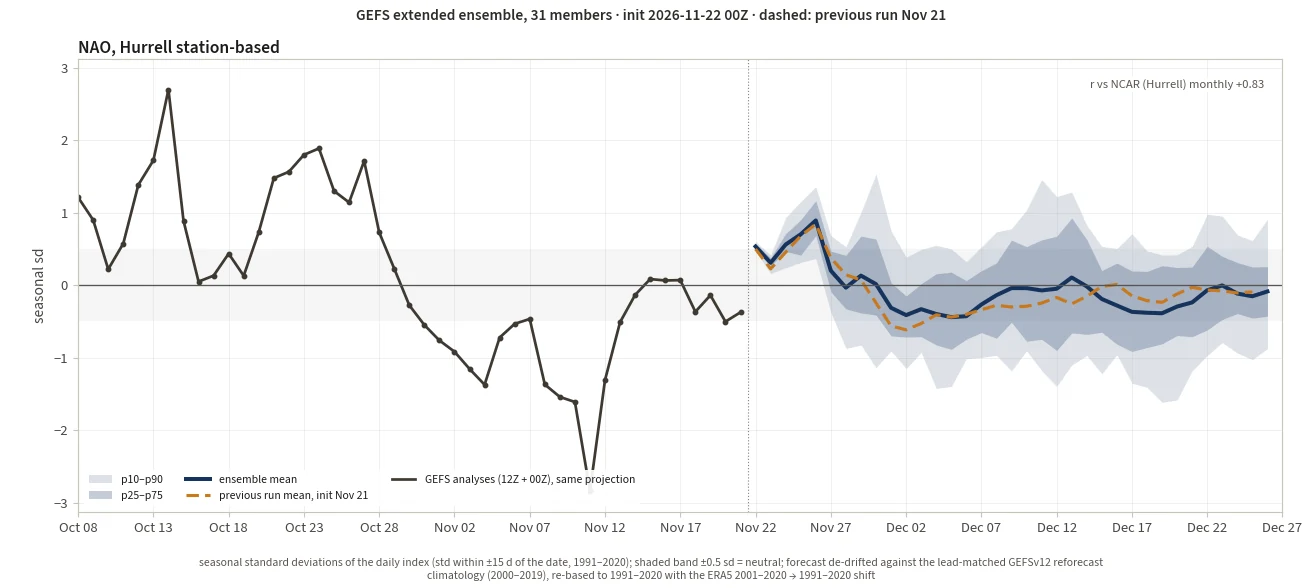 GEFS extended ensemble, 31 members · init 2026-11-22 00Z · dashed: previous run Nov 21
NAO, Hurrell station-based
r vs NCAR (Hurrell) monthly +0.83
seasonal sd
3
2
1
0
−1
−2
−3
p10–p90
p25–p75
ensemble mean
previous run mean, init Nov 21
GEFS analyses (12Z + 00Z), same projection
Oct 08 Oct 13 Oct 18 Oct 23 Oct 28 Nov 02 Nov 07 Nov 12 Nov 17 Nov 22 Nov 27 Dec 02 Dec 07 Dec 12 Dec 17 Dec 22 Dec 27
seasonal standard deviations of the daily index (std within ±15 d of the date, 1991–2020); shaded band ±0.5 sd = neutral; forecast de-drifted against the lead-matched GEFSv12 reforecast
climatology (2000–2019), re-based to 1991–2020 with the ERA5 2001–2020 → 1991–2020 shift